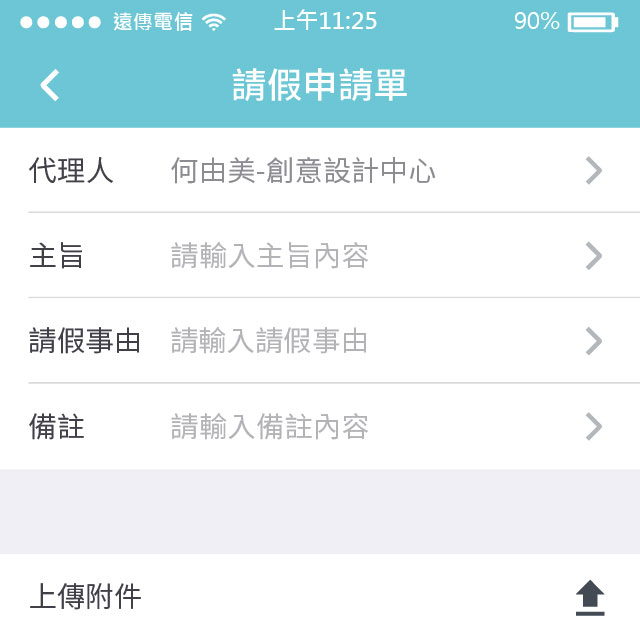 遠傳電信 上午11:25 90%
請假申請單
代理人 何由美-創意設計中心
主旨 請輸入主旨內容
請假事由 請輸入請假事由
備註 請輸入備註內容
上傳附件